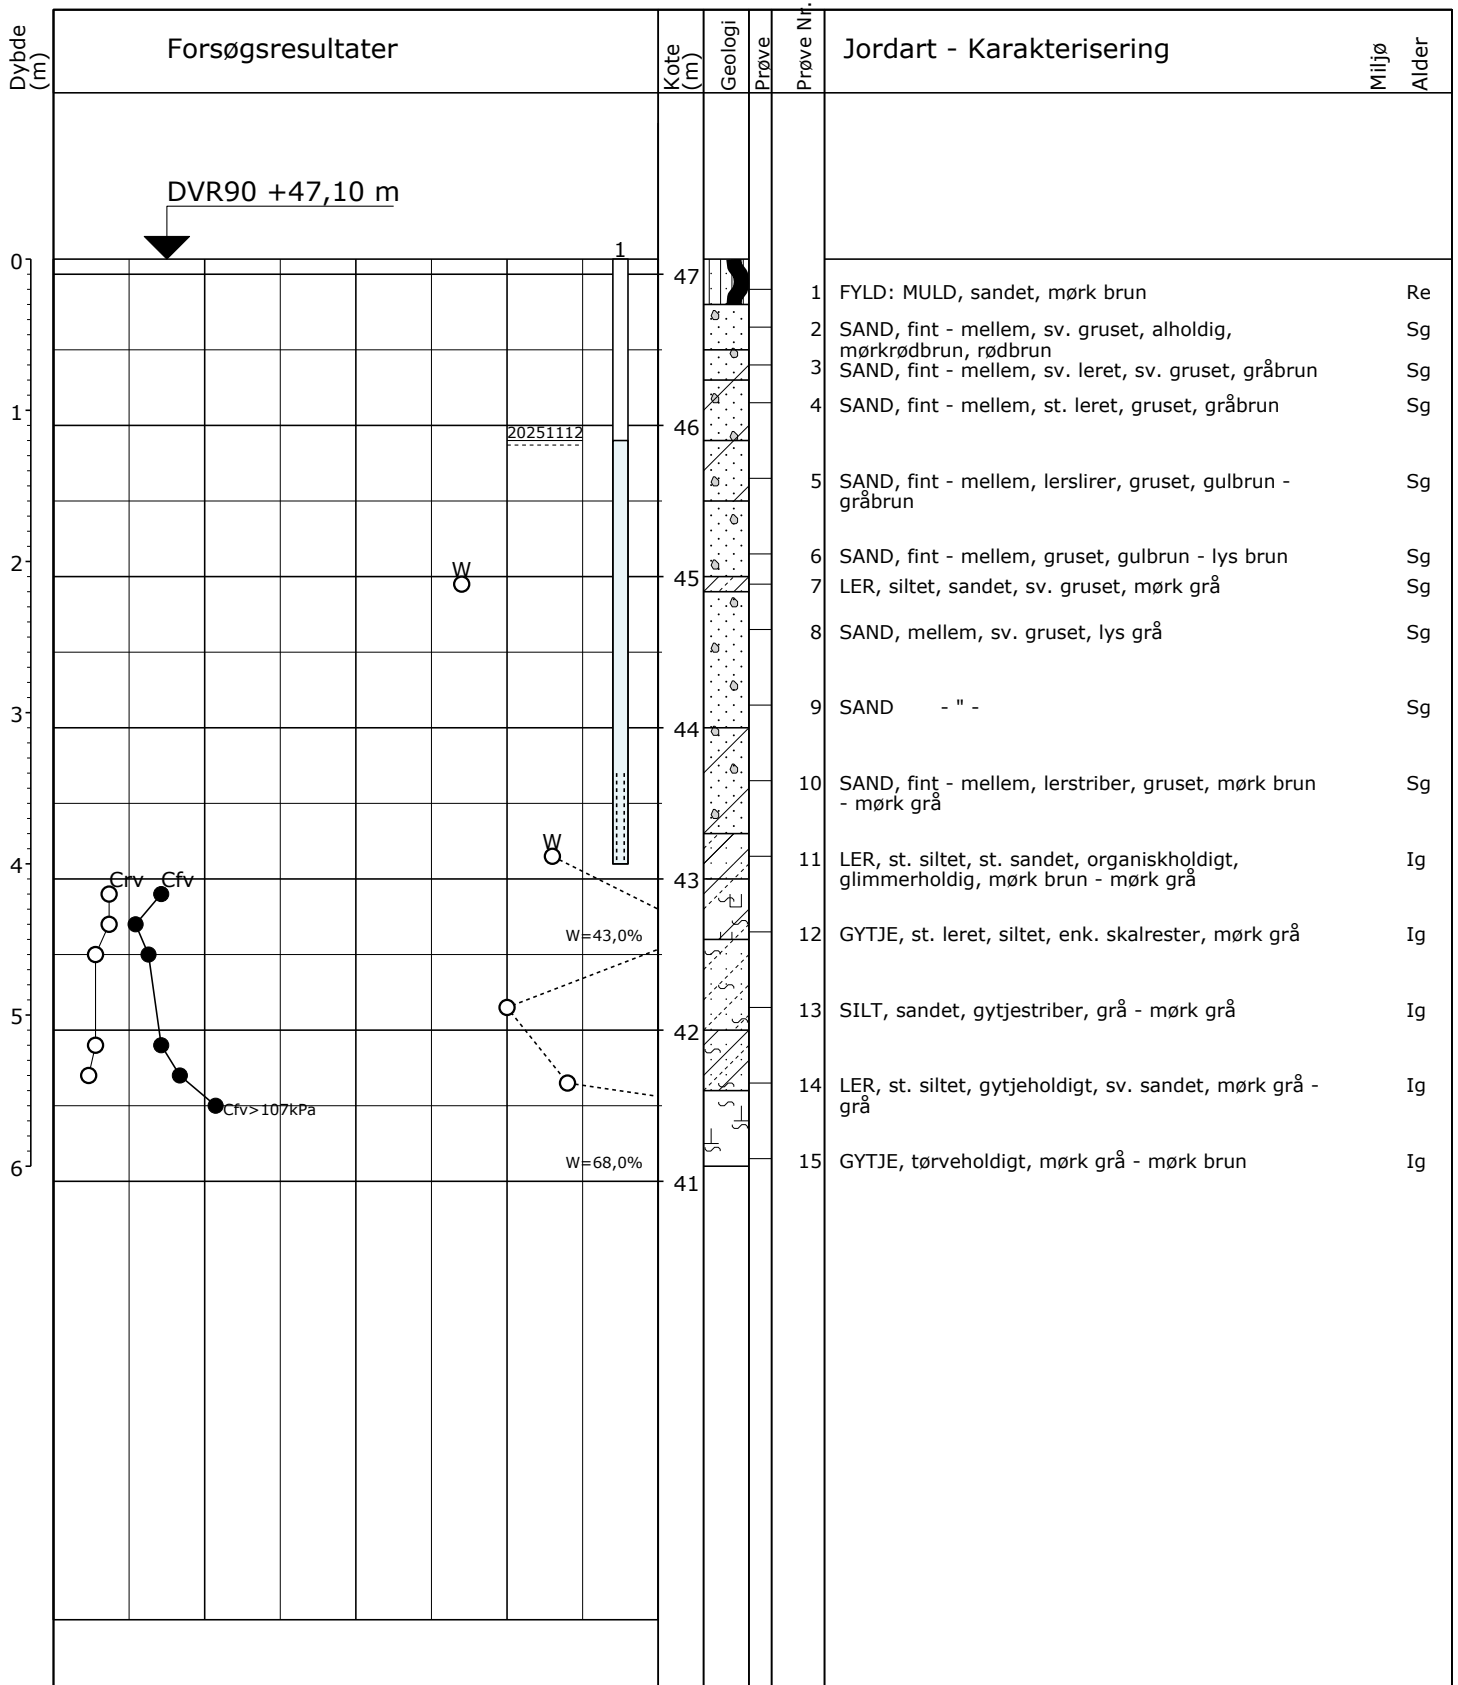 Dybde
(m)
Forsøgsresultater
Kote
(m)
Geologi
Prøve
Prøve Nr.
Jordart - Karakterisering
Miljø
Alder
DVR90 +47,10 m
1
0
47
1 FYLD: MULD, sandet, mørk brun Re
2 SAND, fint - mellem, sv. gruset, alholdig, Sg
mørkrødbrun, rødbrun
3 SAND, fint - mellem, sv. leret, sv. gruset, gråbrun Sg
4 SAND, fint - mellem, st. leret, gruset, gråbrun Sg
1
46
20251112
5 SAND, fint - mellem, lerslirer, gruset, gulbrun - Sg
gråbrun
6 SAND, fint - mellem, gruset, gulbrun - lys brun Sg
2
W
45
7 LER, siltet, sandet, sv. gruset, mørk grå Sg
8 SAND, mellem, sv. gruset, lys grå Sg
9 SAND - " - Sg
3
44
10 SAND, fint - mellem, lerstriber, gruset, mørk brun Sg
- mørk grå
W
4
11 LER, st. siltet, st. sandet, organiskholdigt, Ig
glimmerholdig, mørk brun - mørk grå
Crv
Cfv
43
W=43,0%
12 GYTJE, st. leret, siltet, enk. skalrester, mørk grå Ig
5
13 SILT, sandet, gytjestriber, grå - mørk grå Ig
42
14 LER, st. siltet, gytjeholdigt, sv. sandet, mørk grå - Ig
grå
Cfv>107kPa
6
W=68,0%
15 GYTJE, tørveholdigt, mørk grå - mørk brun Ig
41